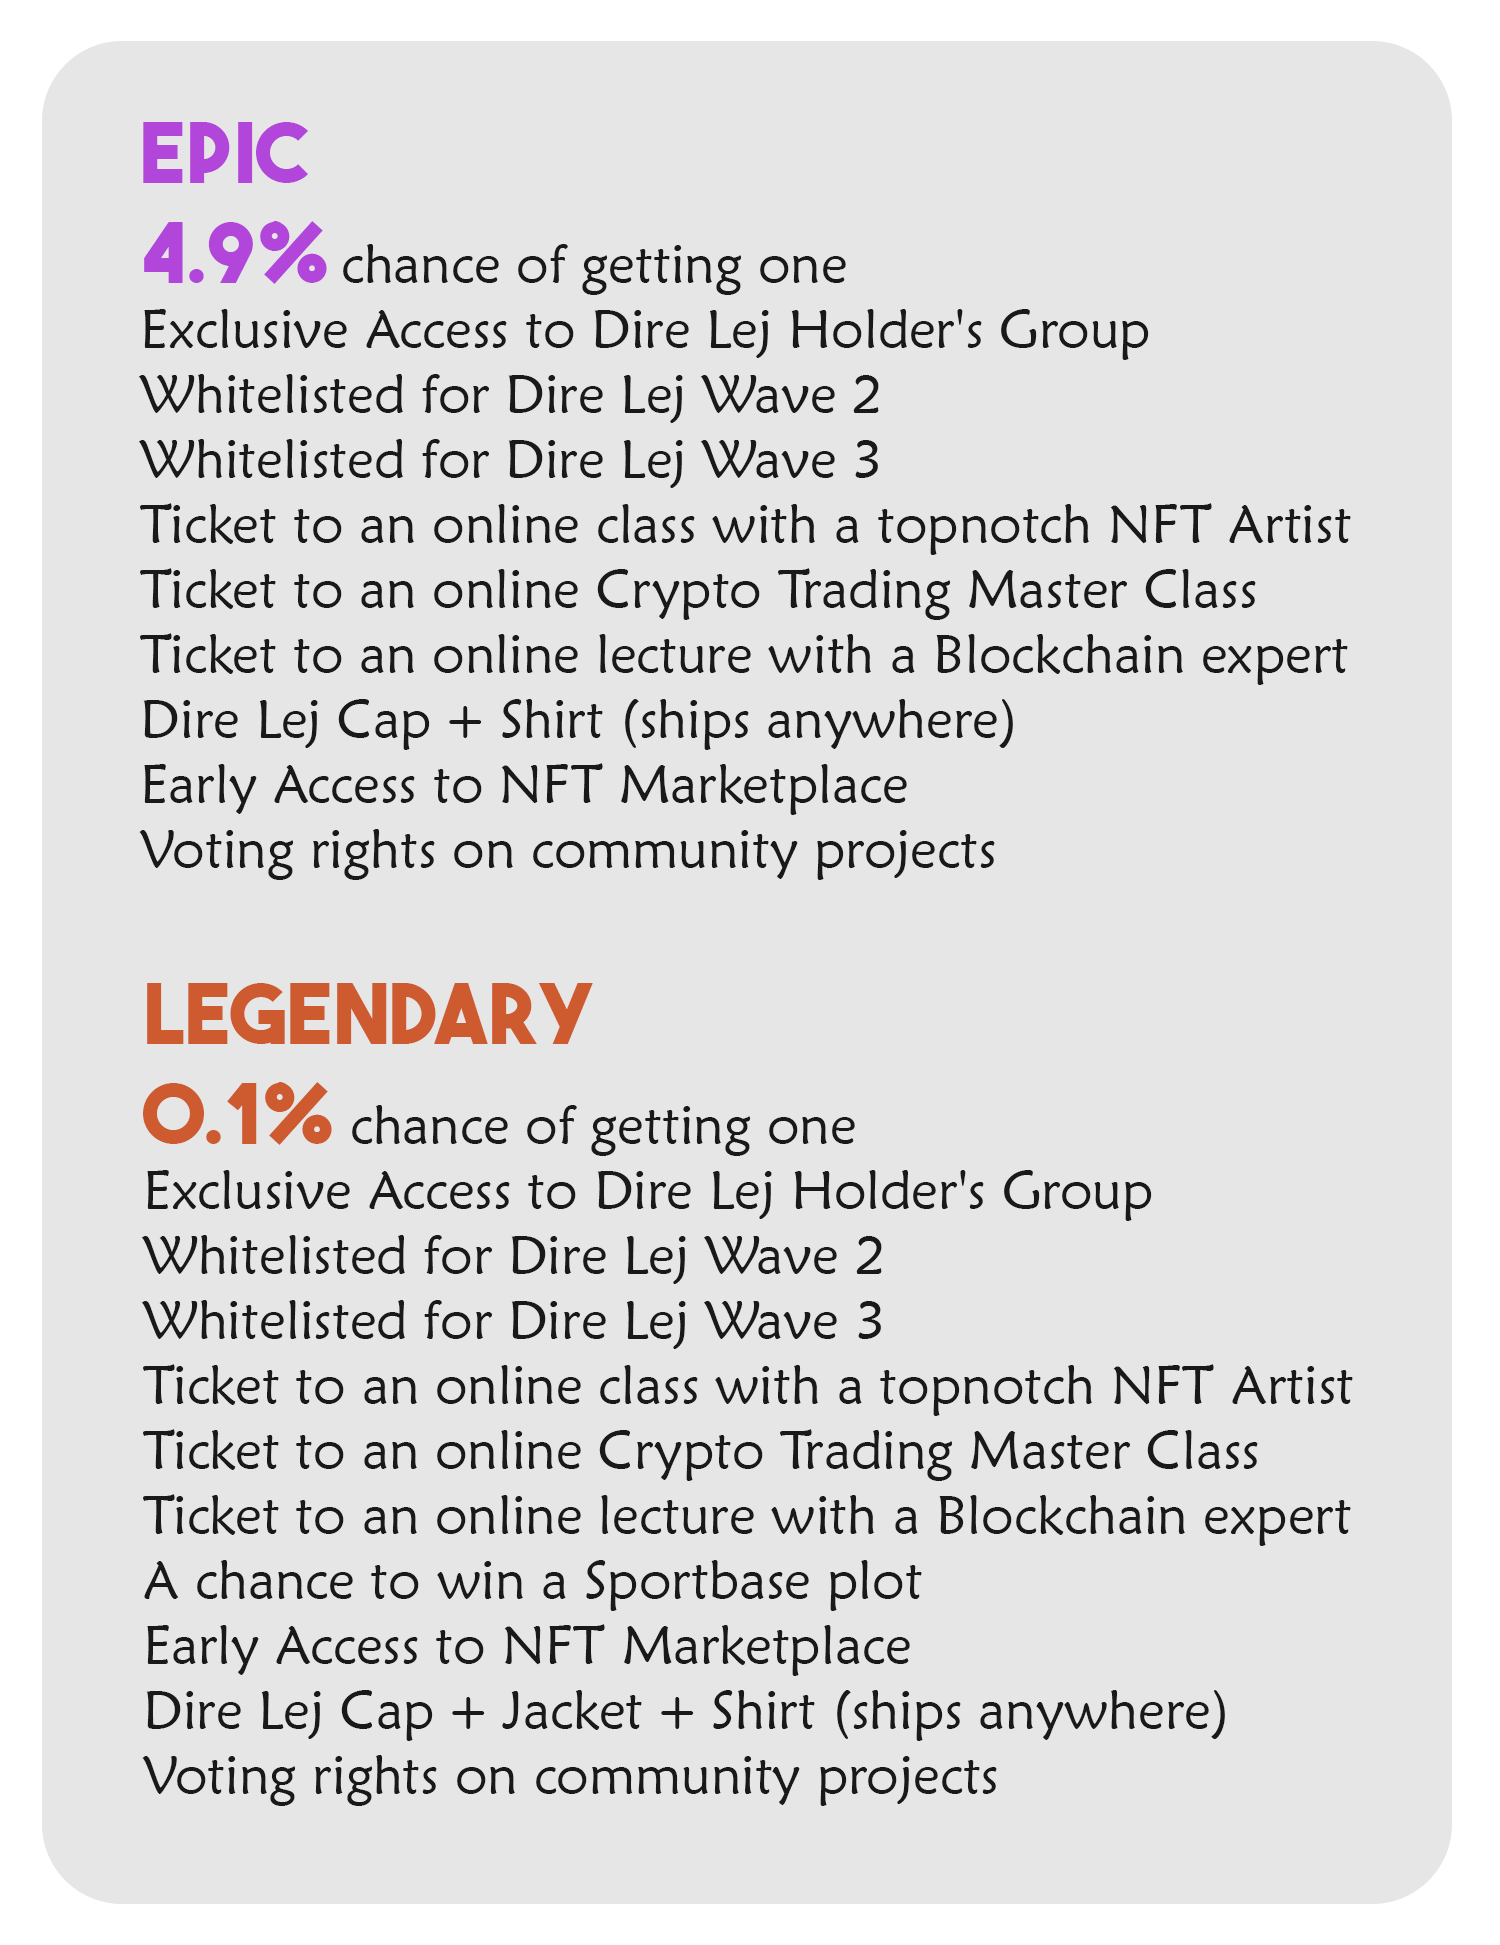 EPIC
4.9% chance of getting one
Exclusive Access to Dire Lej Holder's Group
Whitelisted for Dire Lej Wave 2
Whitelisted for Dire Lej Wave 3
Ticket to an online class with a topnotch NFT Artist
Ticket to an online Crypto Trading Master Class
Ticket to an online lecture with a Blockchain expert
Dire Lej Cap + Shirt (ships anywhere)
Early Access to NFT Marketplace
Voting rights on community projects
LEGENDARY
0.1% chance of getting one
Exclusive Access to Dire Lej Holder's Group
Whitelisted for Dire Lej Wave 2
Whitelisted for Dire Lej Wave 3
Ticket to an online class with a topnotch NFT Artist
Ticket to an online Crypto Trading Master Class
Ticket to an online lecture with a Blockchain expert
A chance to win a Sportbase plot
Early Access to NFT Marketplace
Dire Lej Cap + Jacket + Shirt (ships anywhere)
Voting rights on community projects